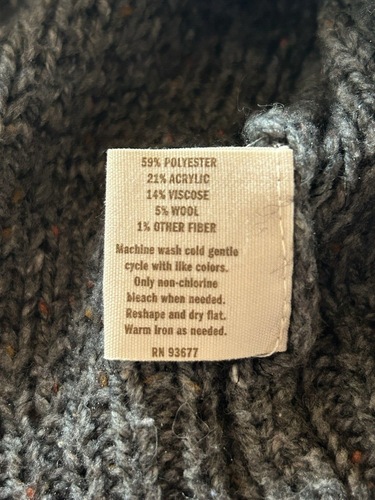 59% POLYESTER
21% ACRYLIC
14% VISCOSE
5% WOOL
1% OTHER FIBER
Machine wash cold gentle
cycle with like colors.
Only non-chlorine
bleach when needed.
Reshape and dry flat.
Warm iron as needed.
RN 93677